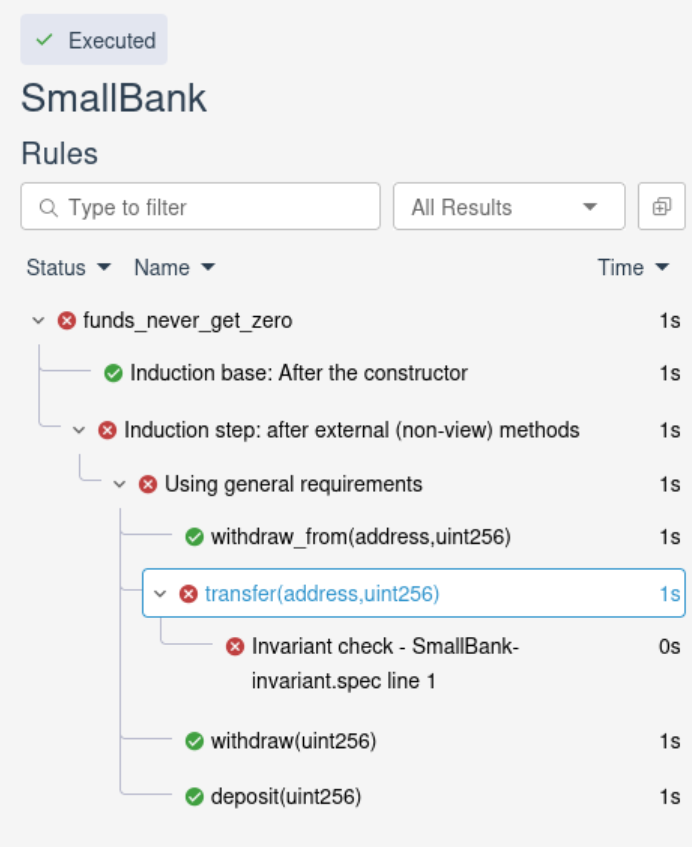 Executed
SmallBank
Rules
Type to filter All Results
Status Name Time
funds_never_get_zero 1s
Induction base: After the constructor 1s
Induction step: after external (non-view) methods 1s
Using general requirements 1s
withdraw_from(address,uint256) 1s
transfer(address,uint256) 1s
Invariant check - SmallBank- 0s
invariant.spec line 1
withdraw(uint256) 1s
deposit(uint256) 1s